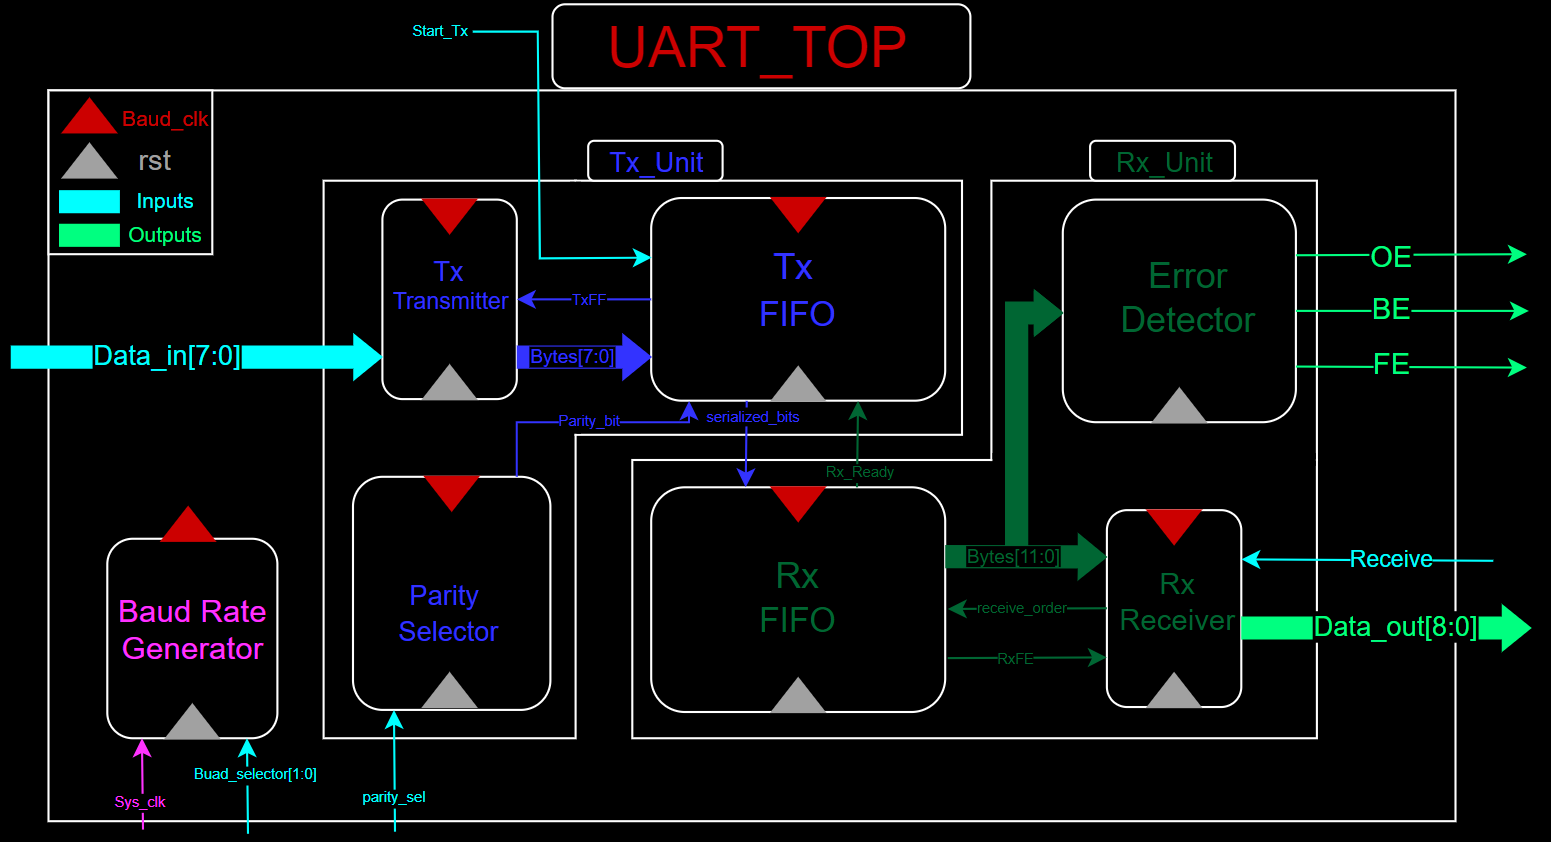 Start_Tx
UART_TOP
Baud_clk
rst
Inputs
Outputs
Tx_Unit
Rx_Unit
Tx
Transmitter
TxFF
Tx
FIFO
Error
Detector
OE
BE
FE
Data_in[7:0]
Bytes[7:0]
Parity_bit
serialized_bits
Rx_Ready
Baud Rate
Generator
Parity
Selector
Rx
FIFO
Bytes[11:0]
receive_order
RxFE
Rx
Receiver
Receive
Data_out[8:0]
Buad_selector[1:0]
Sys_clk
parity_sel